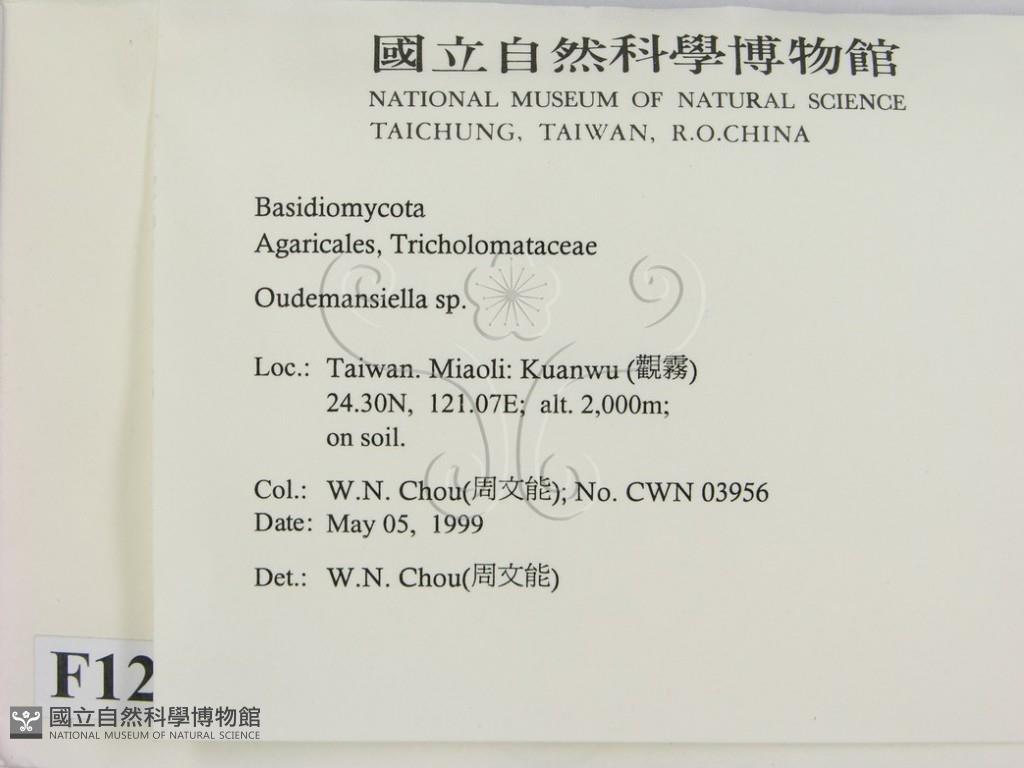 國立自然科學博物館
NATIONAL MUSEUM OF NATURAL SCIENCE
TAICHUNG, TAIWAN, R.O.CHINA
Basidiomycota
Agaricales, Tricholomataceae
Oudemansiella sp.
Loc.: Taiwan. Miaoli: Kuanwu (觀霧)
24.30N, 121.07E; alt. 2,000m;
on soil.
Col.: W.N. Chou(周文能); No. CWN 03956
Date: May 05, 1999
Det.: W.N. Chou(周文能)
F12
國立自然科學博物館
NATIONAL MUSEUM OF NATURAL SCIENCE